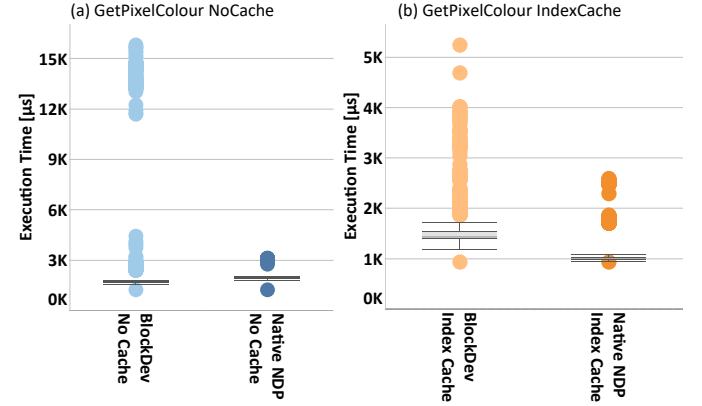 (a) GetPixelColour NoCache
(b) GetPixelColour IndexCache
Execution Time [μs]
15K
12K
9K
6K
3K
0K
BlockDev
No Cache
Native NDP
No Cache
Execution Time [μs]
5K
4K
3K
2K
1K
0K
BlockDev
Index Cache
Native NDP
Index Cache